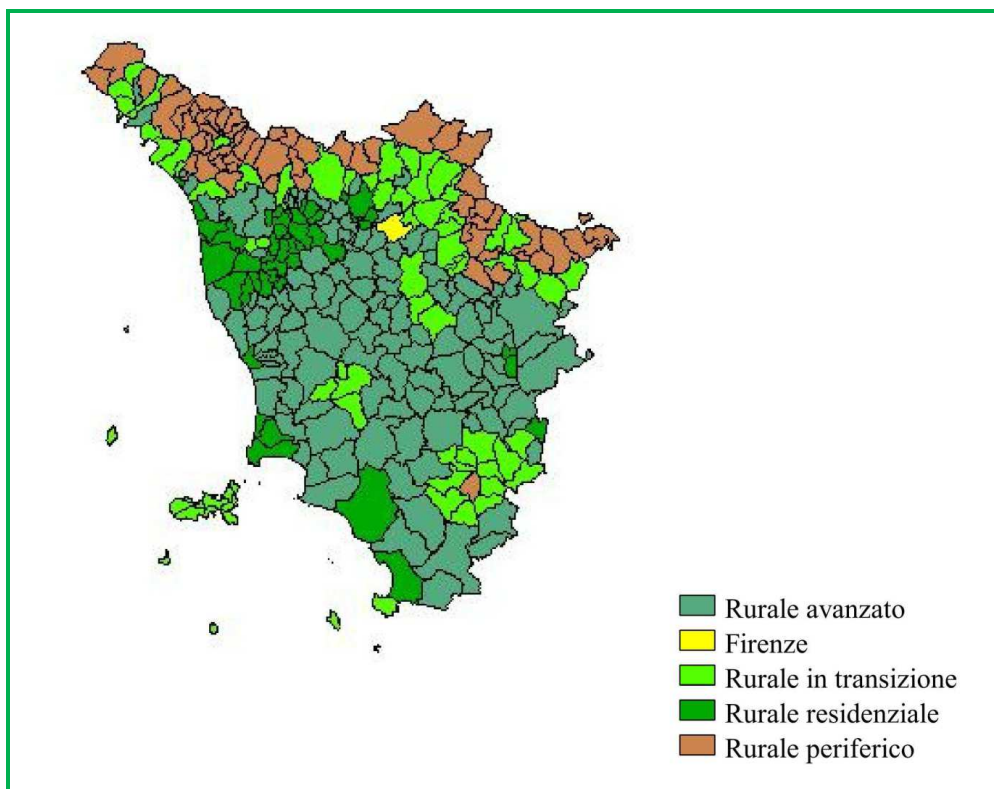 Rurale avanzato
Firenze
Rurale in transizione
Rurale residenziale
Rurale periferico